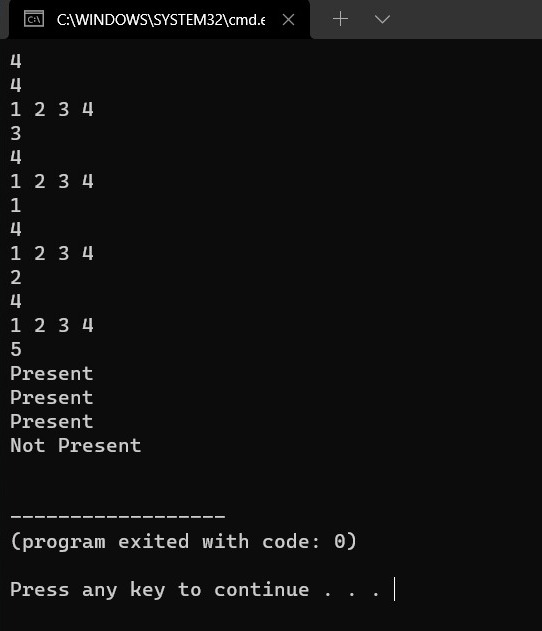 C:\WINDOWS\SYSTEM32\cmd.e
4
4
1 2 3 4
3
4
1 2 3 4
1
4
1 2 3 4
2
4
1 2 3 4
5
Present
Present
Present
Not Present
------------------
(program exited with code: 0)
Press any key to continue . . .